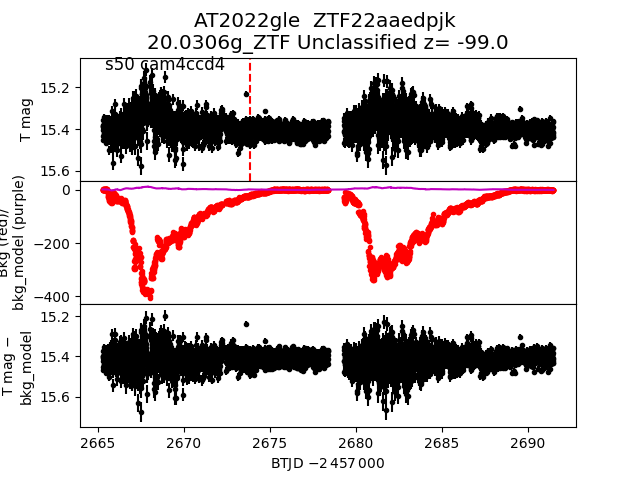 AT2022gle  ZTF22aaedpjk
20.0306g_ZTF Unclassified z= -99.0
s50 cam4ccd4
T mag
15.2
15.4
15.6
Bkg (red)/
bkg_model (purple)
0
−200
−400
T mag −
bkg_model
15.2
15.4
15.6
2665 2670 2675 2680 2685 2690
BTJD −2 457 000